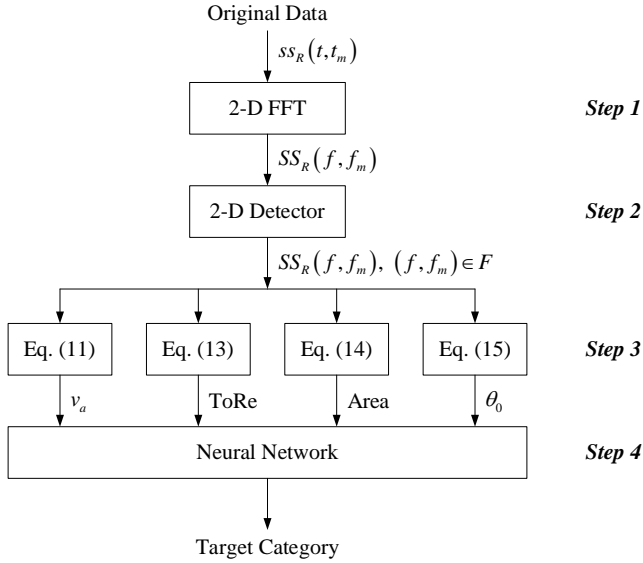 Original Data
ss_R(t,t_m)
2-D FFT
Step 1
SS_R(f,f_m)
2-D Detector
Step 2
SS_R(f,f_m), (f,f_m)∈F
Eq. (11) Eq. (13) Eq. (14) Eq. (15)
Step 3
v_a ToRe Area θ_0
Neural Network
Step 4
Target Category